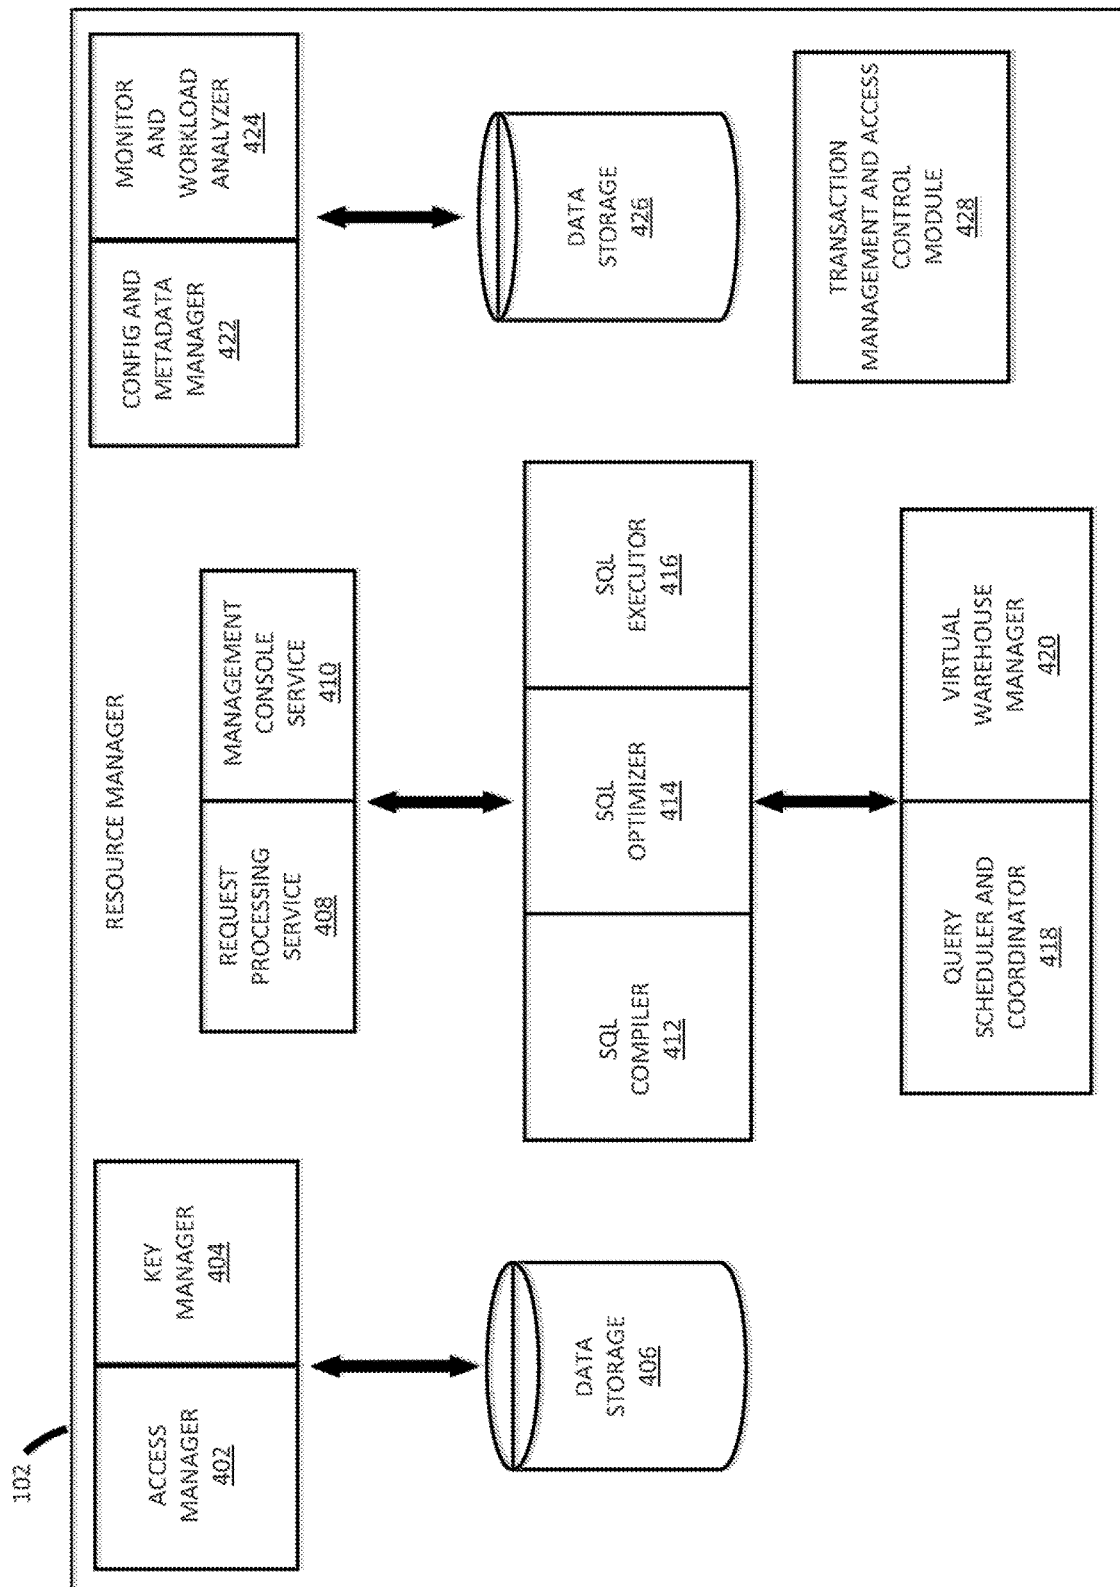 102
RESOURCE MANAGER
ACCESS
MANAGER
402
KEY
MANAGER
404
DATA
STORAGE
406
REQUEST
PROCESSING
SERVICE
408
MANAGEMENT
CONSOLE
SERVICE
410
SQL
COMPILER
412
SQL
OPTIMIZER
414
SQL
EXECUTOR
416
QUERY
SCHEDULER AND
COORDINATOR
418
VIRTUAL
WAREHOUSE
MANAGER
420
CONFIG AND
METADATA
MANAGER
422
MONITOR
AND
WORKLOAD
ANALYZER
424
DATA
STORAGE
426
TRANSACTION
MANAGEMENT AND ACCESS
CONTROL
MODULE
428